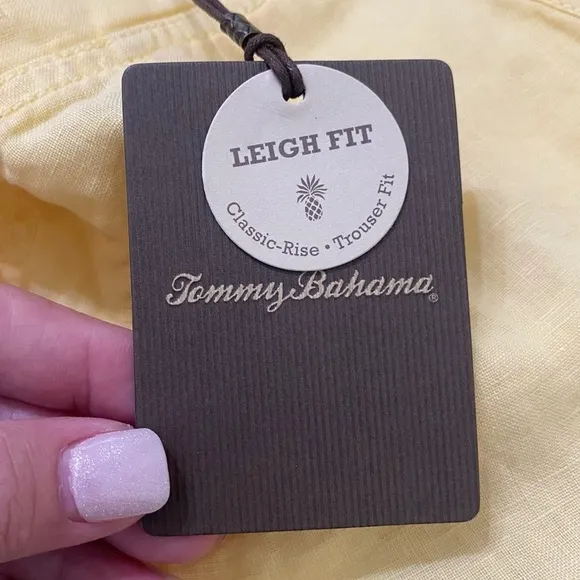 LEIGH FIT
Classic-Rise • Trouser Fit
Tommy Bahama®